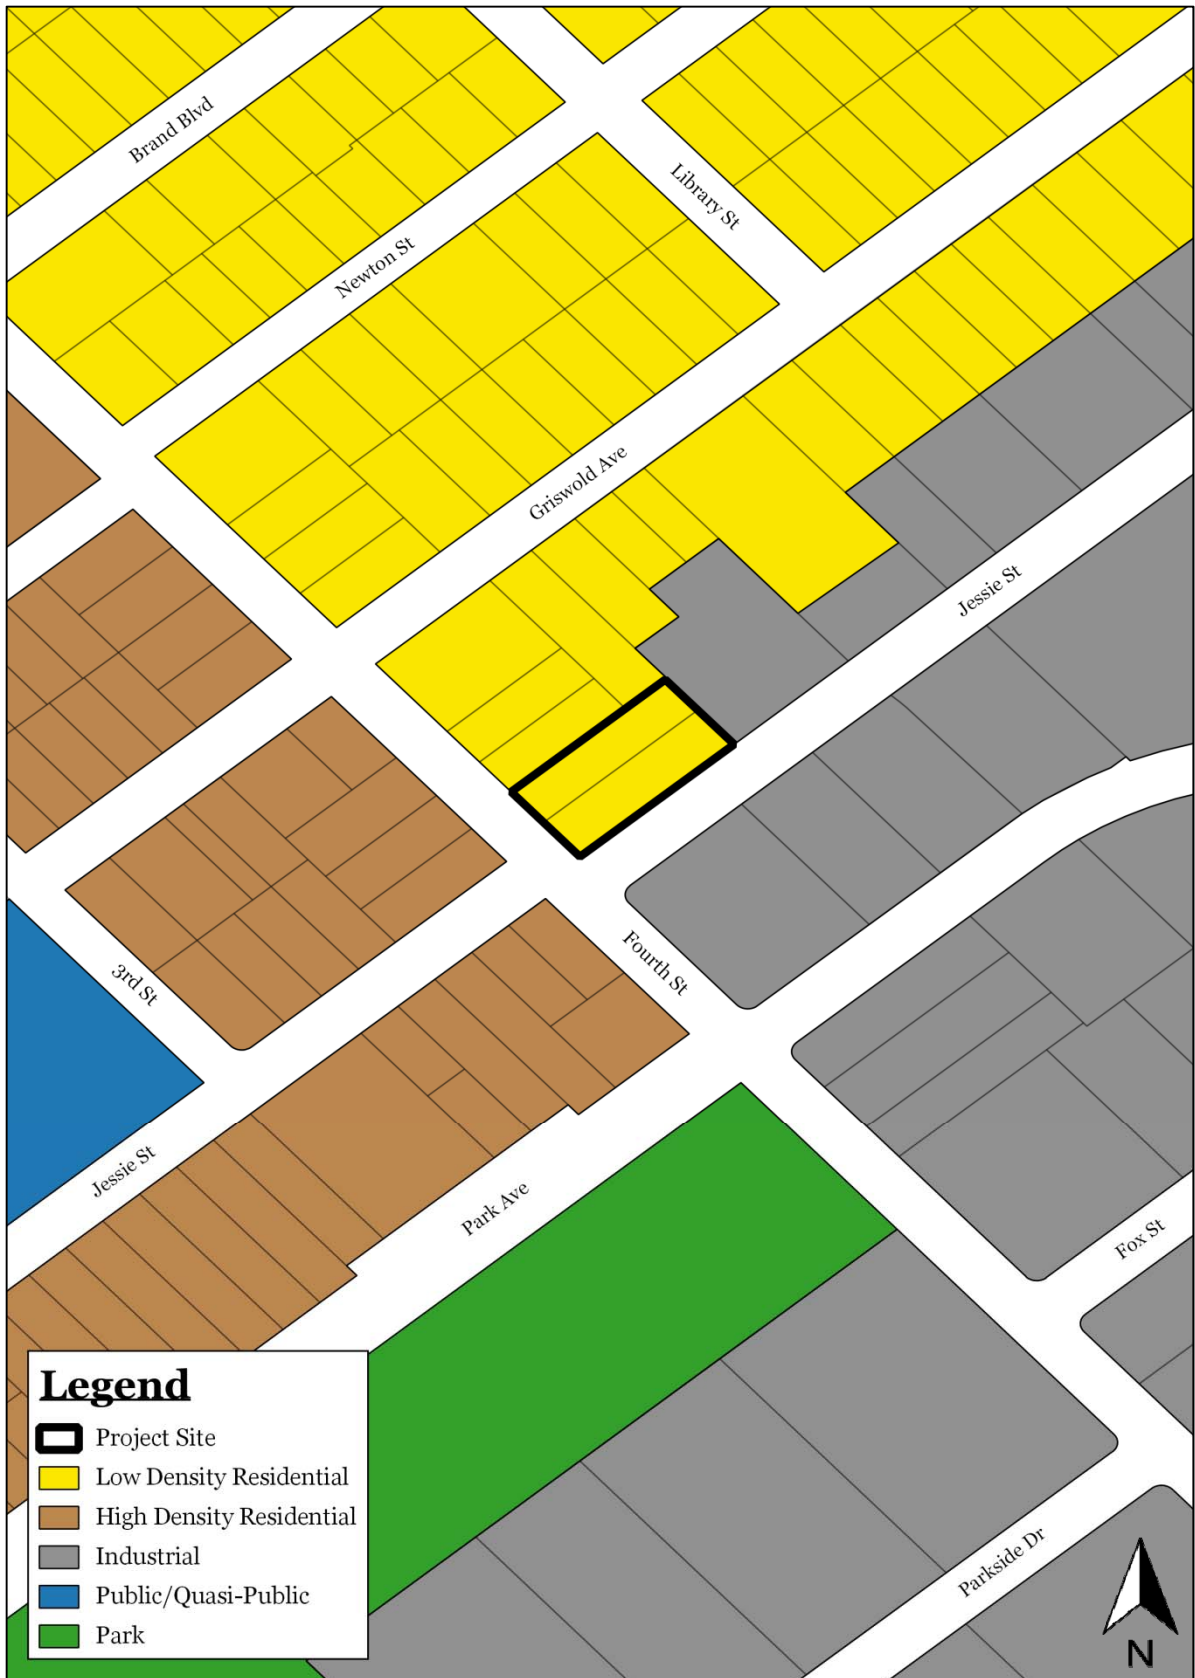 Brand Blvd
Library St
Newton St
Griswold Ave
Jessie St
Fourth St
3rd St
Jessie St
Park Ave
Fox St
Parkside Dr
Legend
Project Site
Low Density Residential
High Density Residential
Industrial
Public/Quasi-Public
Park
N